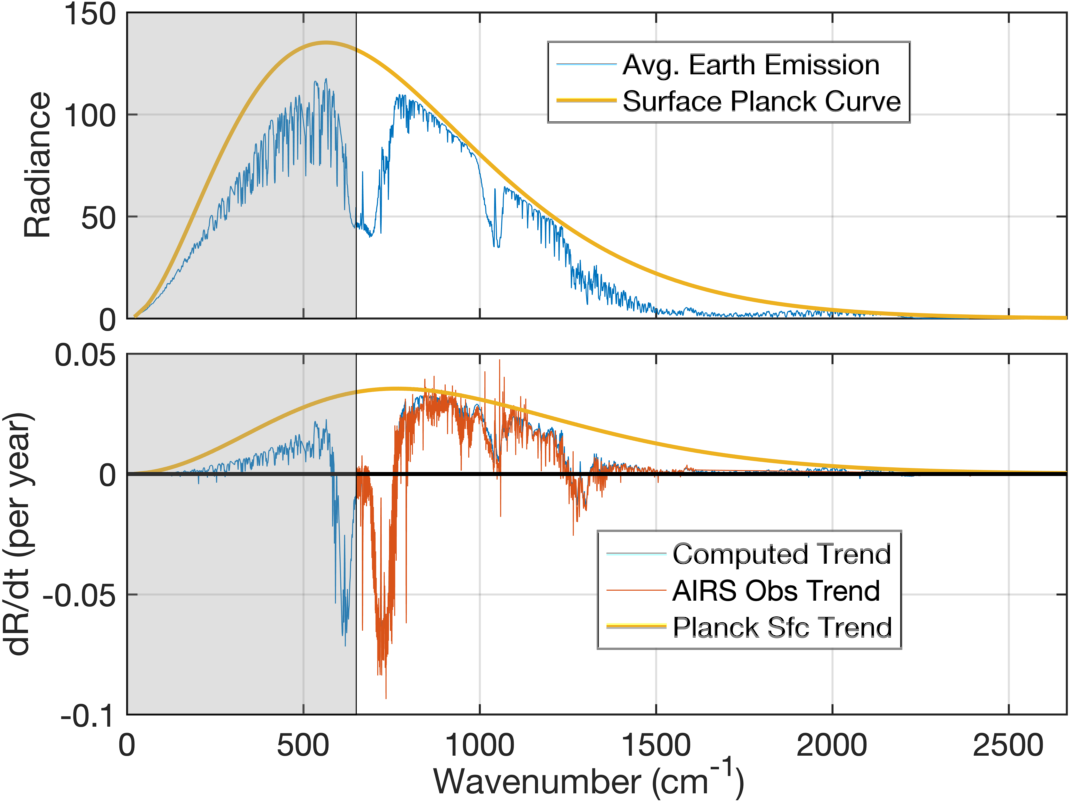 150
100
50
0
Radiance
Avg. Earth Emission
Surface Planck Curve
0.05
0
-0.05
-0.1
dR/dt (per year)
Computed Trend
AIRS Obs Trend
Planck Sfc Trend
0 500 1000 1500 2000 2500
Wavenumber (cm⁻¹)